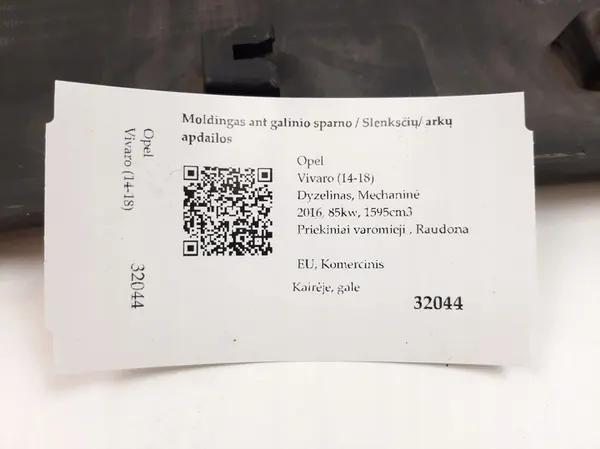 Moldingas ant galinio sparno / Slenksčių/ arkų
apdailos
Opel
Vivaro (14-18)
Dyzelinas, Mechaninė
2016, 85kw, 1595cm3
Priekiniai varomieji , Raudona
EU, Komercinis
Kairėje, gale
32044
Opel
Vivaro (14-18)
32044